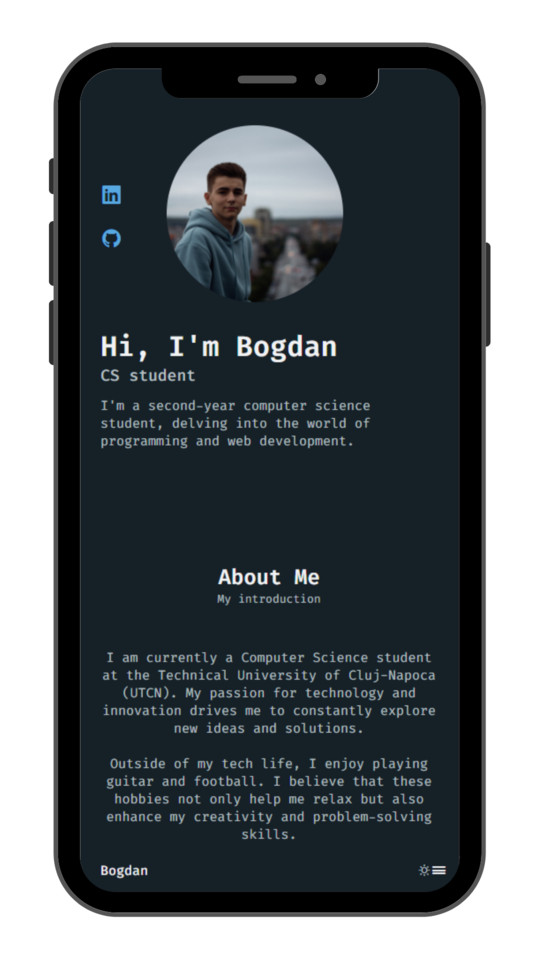 in
Hi, I'm Bogdan
CS student
I'm a second-year computer science
student, delving into the world of
programming and web development.
About Me
My introduction
I am currently a Computer Science student
at the Technical University of Cluj-Napoca
(UTCN). My passion for technology and
innovation drives me to constantly explore
new ideas and solutions.
Outside of my tech life, I enjoy playing
guitar and football. I believe that these
hobbies not only help me relax but also
enhance my creativity and problem-solving
skills.
Bogdan